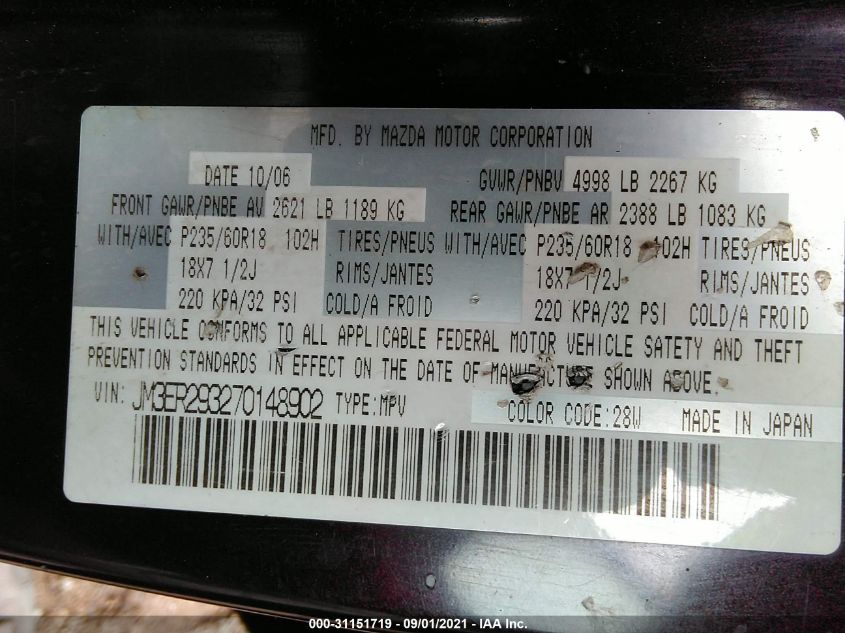 MFD. BY MAZDA MOTOR CORPORATION
DATE 10/06 GVWR/PNBV 4998 LB 2267 KG
FRONT GAWR/PNBE AV 2621 LB 1189 KG REAR GAWR/PNBE AR 2388 LB 1083 KG
WITH/AVEC P235/60R18 102H TIRES/PNEUS WITH/AVEC P235/60R18 102H TIRES/PNEUS
18X7 1/2J RIMS/JANTES 18X7 1/2J RIMS/JANTES
220 KPA/32 PSI COLD/A FROID 220 KPA/32 PSI COLD/A FROID
THIS VEHICLE CONFORMS TO ALL APPLICABLE FEDERAL MOTOR VEHICLE SAFETY AND THEFT
PREVENTION STANDARDS IN EFFECT ON THE DATE OF MANUFACTURE SHOWN ABOVE.
VIN: JM3ER293270148902 TYPE:MPV COLOR CODE:28W MADE IN JAPAN
000-31151719 - 09/01/2021 - IAA Inc.